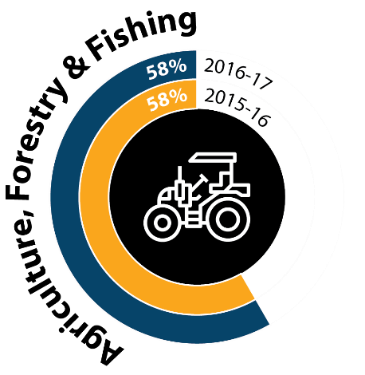 Agriculture, Forestry & Fishing
58% 2016-17
58% 2015-16